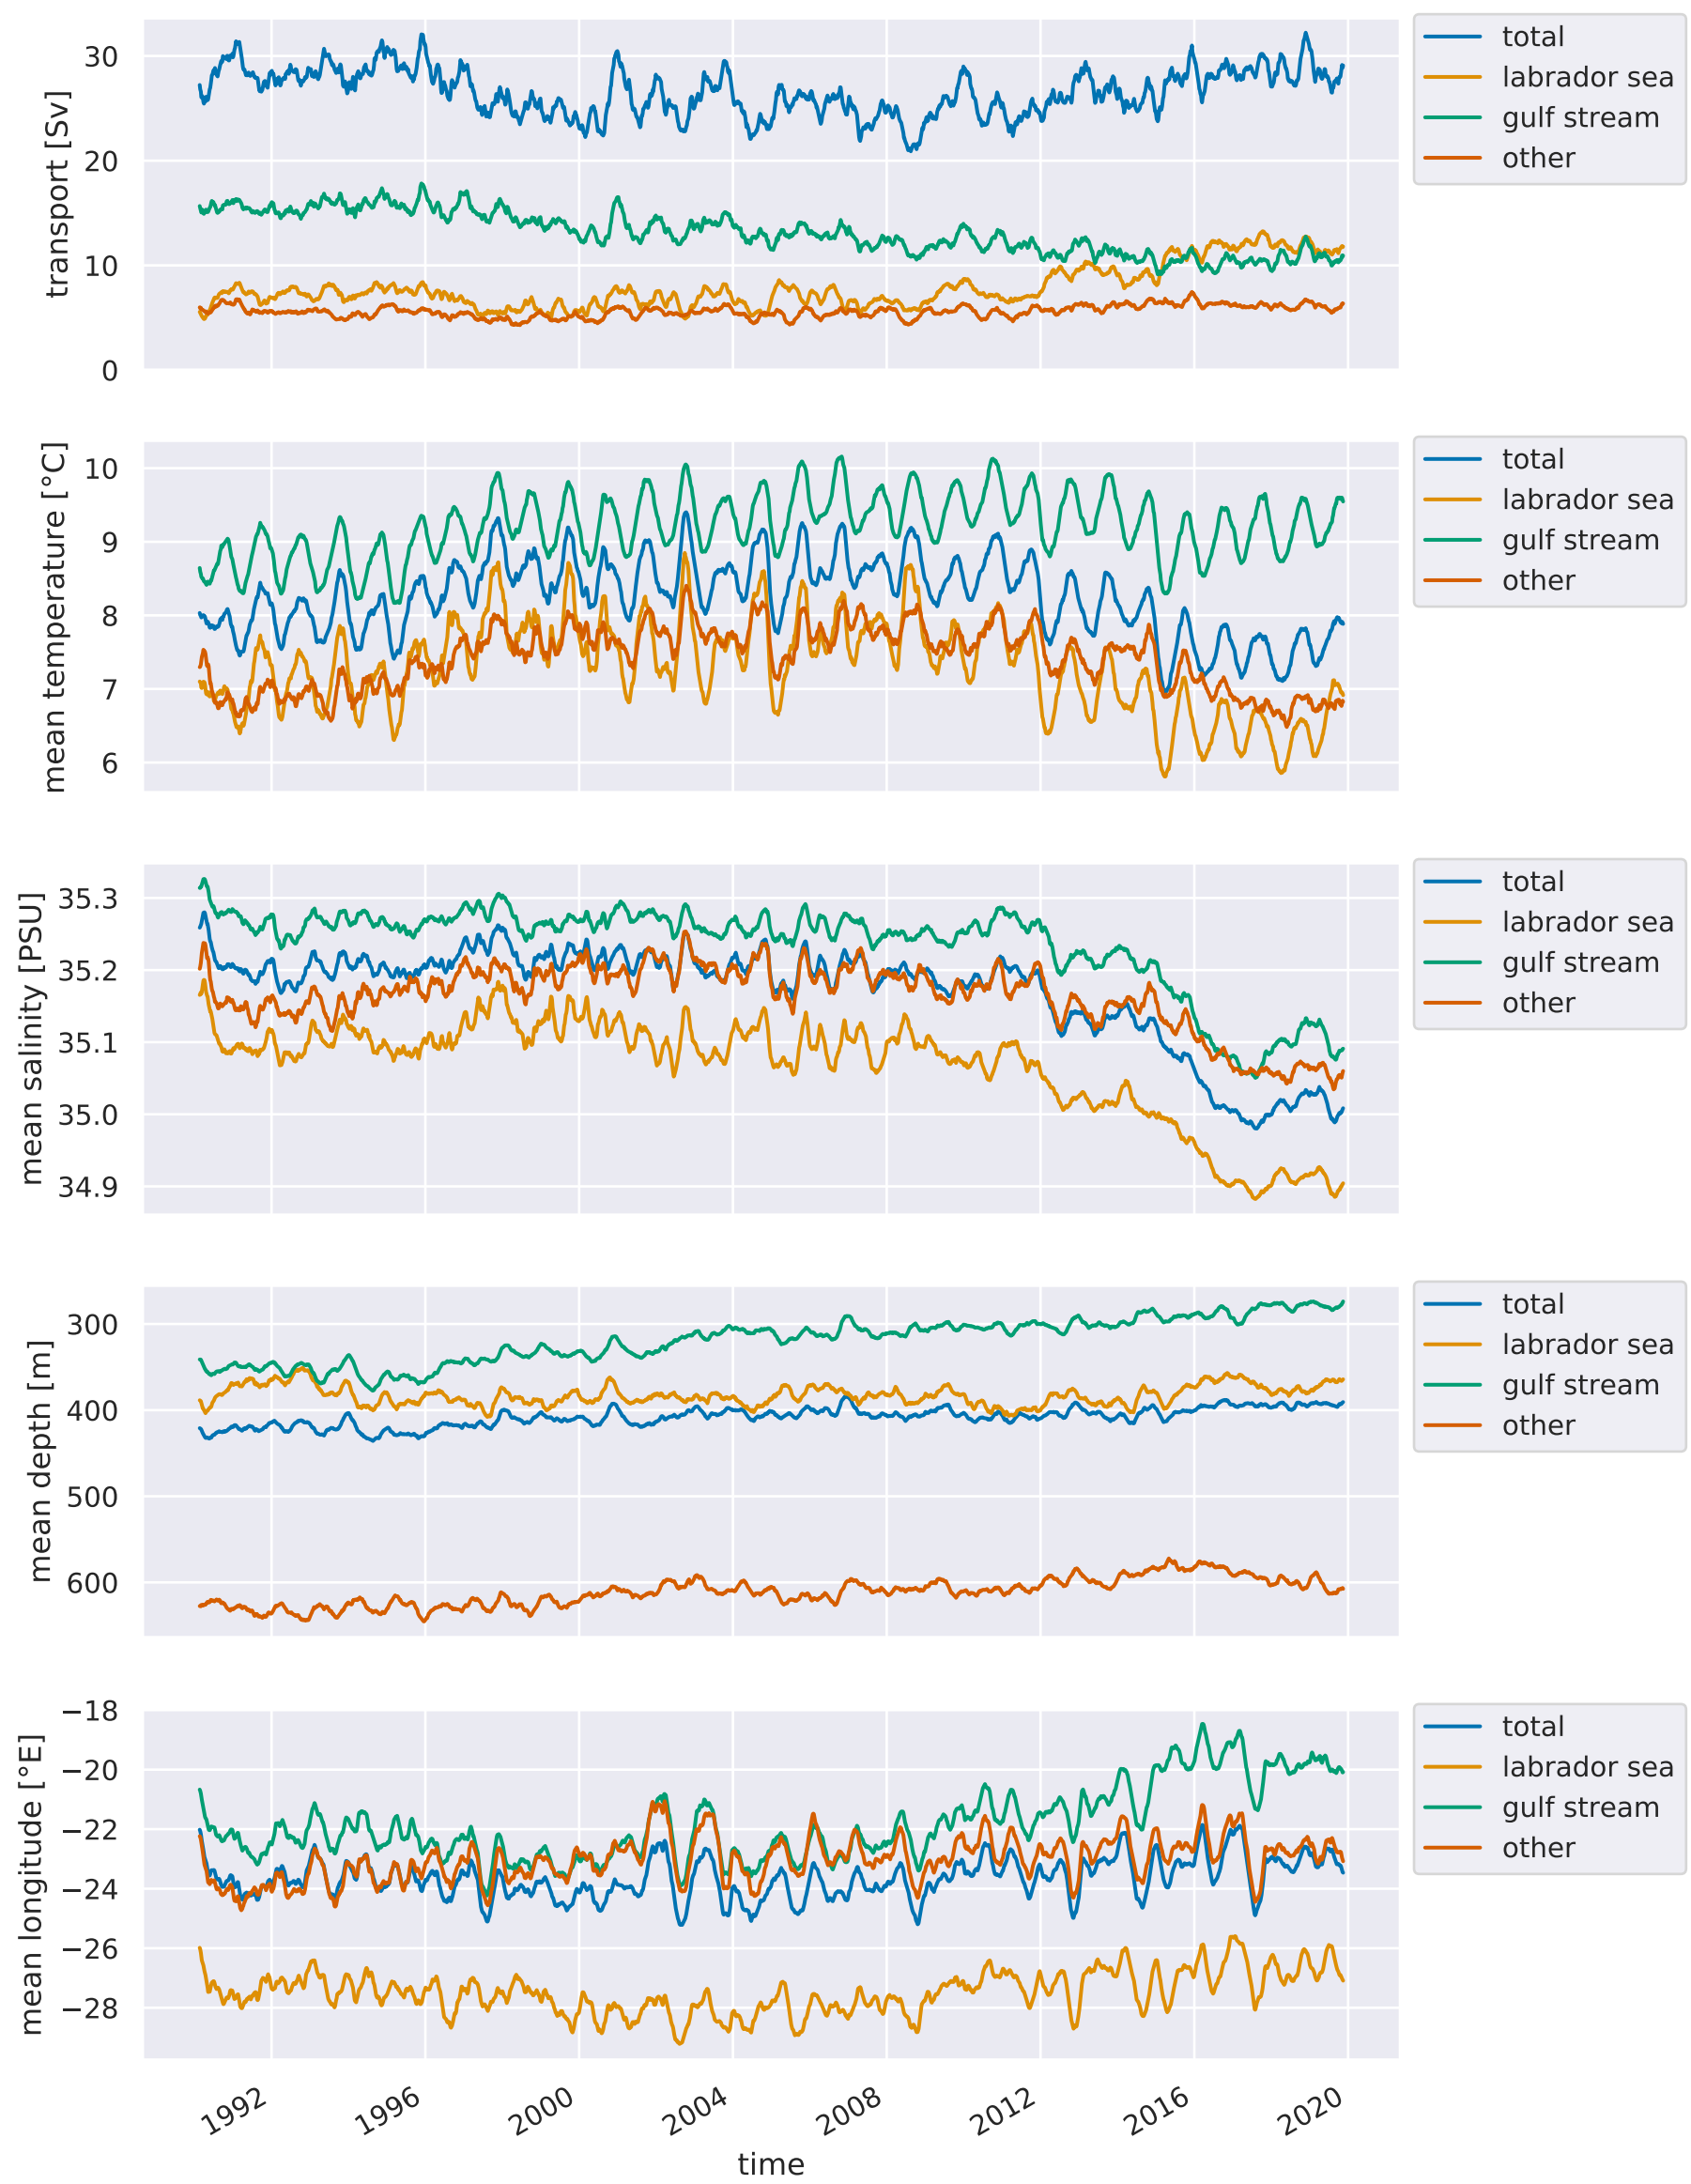 transport [Sv]
30
20
10
0
total
labrador sea
gulf stream
other
mean temperature [°C]
10
9
8
7
6
total
labrador sea
gulf stream
other
mean salinity [PSU]
35.3
35.2
35.1
35.0
34.9
total
labrador sea
gulf stream
other
mean depth [m]
300
400
500
600
total
labrador sea
gulf stream
other
mean longitude [°E]
−18
−20
−22
−24
−26
−28
total
labrador sea
gulf stream
other
1992
1996
2000
2004
2008
2012
2016
2020
time